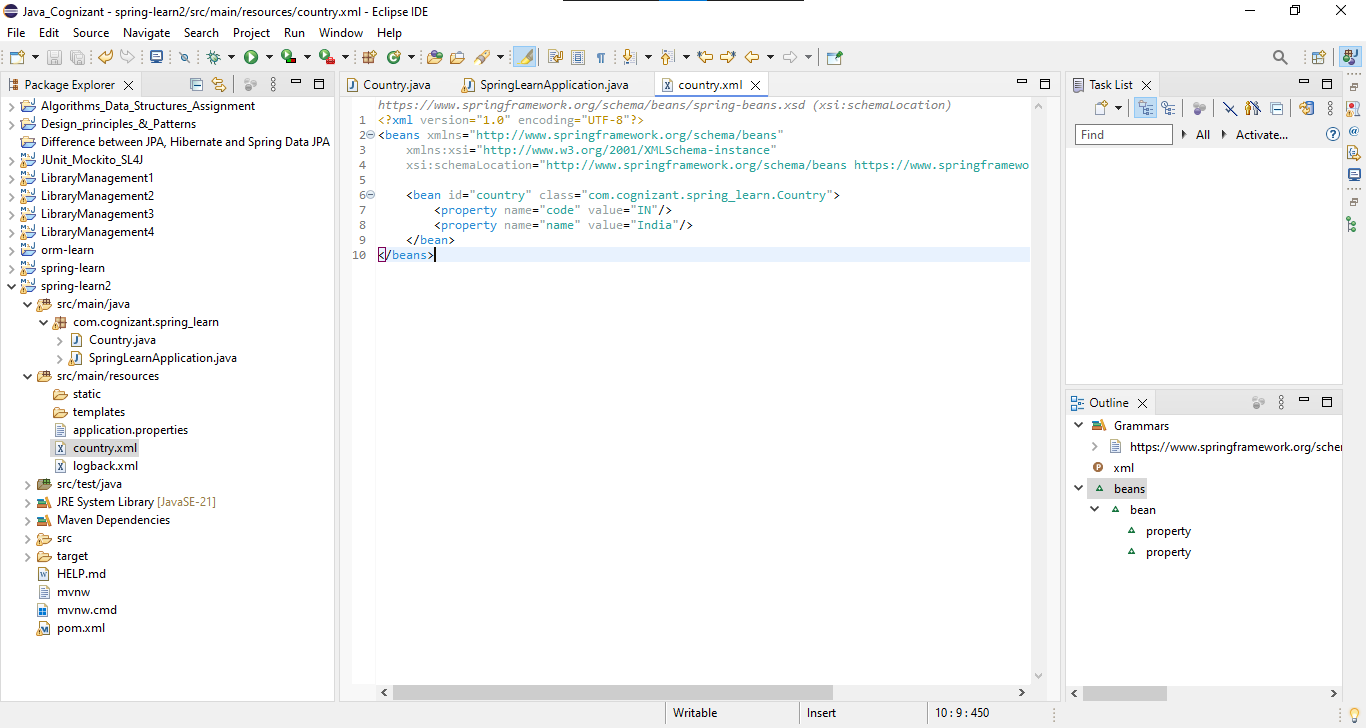 Java_Cognizant - spring-learn2/src/main/resources/country.xml - Eclipse IDE
File Edit Source Navigate Search Project Run Window Help
Package Explorer
Algorithms_Data_Structures_Assignment
Design_principles_&_Patterns
Difference between JPA, Hibernate and Spring Data JPA
JUnit_Mockito_SL4J
LibraryManagement1
LibraryManagement2
LibraryManagement3
LibraryManagement4
orm-learn
spring-learn
spring-learn2
src/main/java
com.cognizant.spring_learn
Country.java
SpringLearnApplication.java
src/main/resources
static
templates
application.properties
country.xml
logback.xml
src/test/java
JRE System Library [JavaSE-21]
Maven Dependencies
src
target
HELP.md
mvnw
mvnw.cmd
pom.xml
Country.java SpringLearnApplication.java country.xml
https://www.springframework.org/schema/beans/spring-beans.xsd (xsi:schemaLocation)
1 <?xml version="1.0" encoding="UTF-8"?>
2 <beans xmlns="http://www.springframework.org/schema/beans"
3 xmlns:xsi="http://www.w3.org/2001/XMLSchema-instance"
4 xsi:schemaLocation="http://www.springframework.org/schema/beans https://www.springframewo
5
6 <bean id="country" class="com.cognizant.spring_learn.Country">
7 <property name="code" value="IN"/>
8 <property name="name" value="India"/>
9 </bean>
10 </beans>
Task List
Find All Activate...
Outline
Grammars
https://www.springframework.org/scher
xml
beans
bean
property
property
Writable Insert 10 : 9 : 450